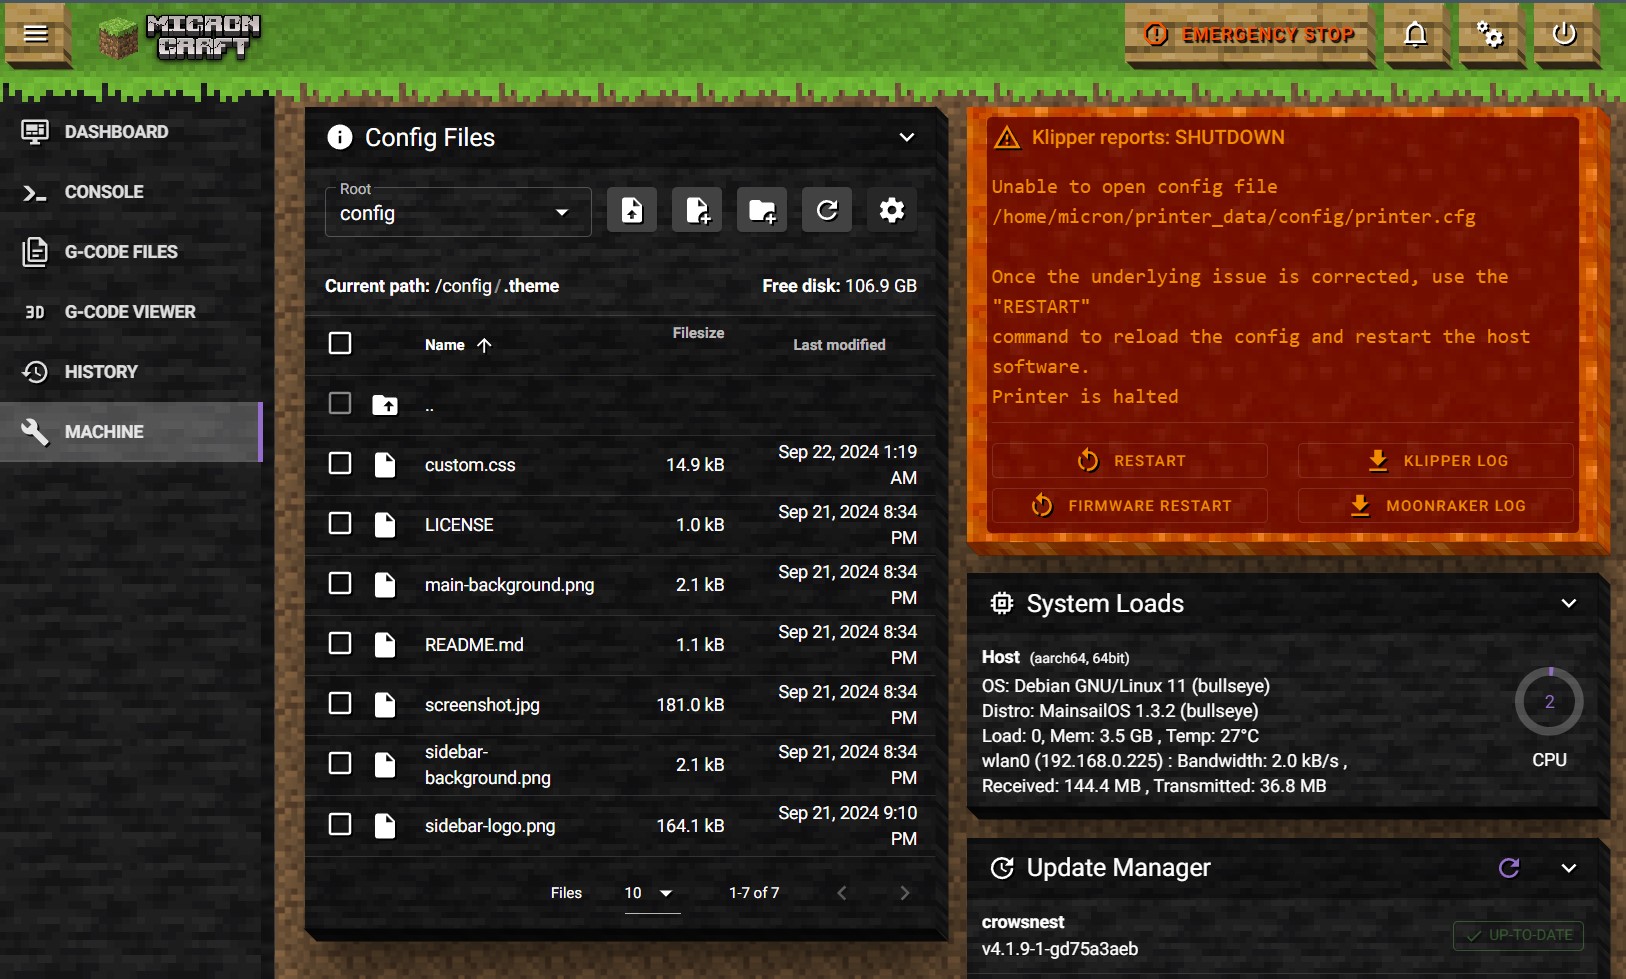 MICRON
CRAFT
EMERGENCY STOP
DASHBOARD
CONSOLE
G-CODE FILES
3D G-CODE VIEWER
HISTORY
MACHINE
Config Files
Root
config
Current path: /config/.theme Free disk: 106.9 GB
Name Filesize Last modified
..
custom.css 14.9 kB Sep 22, 2024 1:19
AM
LICENSE 1.0 kB Sep 21, 2024 8:34
PM
main-background.png 2.1 kB Sep 21, 2024 8:34
PM
README.md 1.1 kB Sep 21, 2024 8:34
PM
screenshot.jpg 181.0 kB Sep 21, 2024 8:34
PM
sidebar-
background.png 2.1 kB Sep 21, 2024 8:34
PM
sidebar-logo.png 164.1 kB Sep 21, 2024 9:10
PM
Files 10 1-7 of 7
Klipper reports: SHUTDOWN
Unable to open config file
/home/micron/printer_data/config/printer.cfg
Once the underlying issue is corrected, use the
"RESTART"
command to reload the config and restart the host
software.
Printer is halted
RESTART KLIPPER LOG
FIRMWARE RESTART MOONRAKER LOG
System Loads
Host (aarch64, 64bit)
OS: Debian GNU/Linux 11 (bullseye)
Distro: MainsailOS 1.3.2 (bullseye)
Load: 0, Mem: 3.5 GB , Temp: 27°C
wlan0 (192.168.0.225) : Bandwidth: 2.0 kB/s ,
Received: 144.4 MB , Transmitted: 36.8 MB
2
CPU
Update Manager
crowsnest
v4.1.9-1-gd75a3aeb
UP-TO-DATE